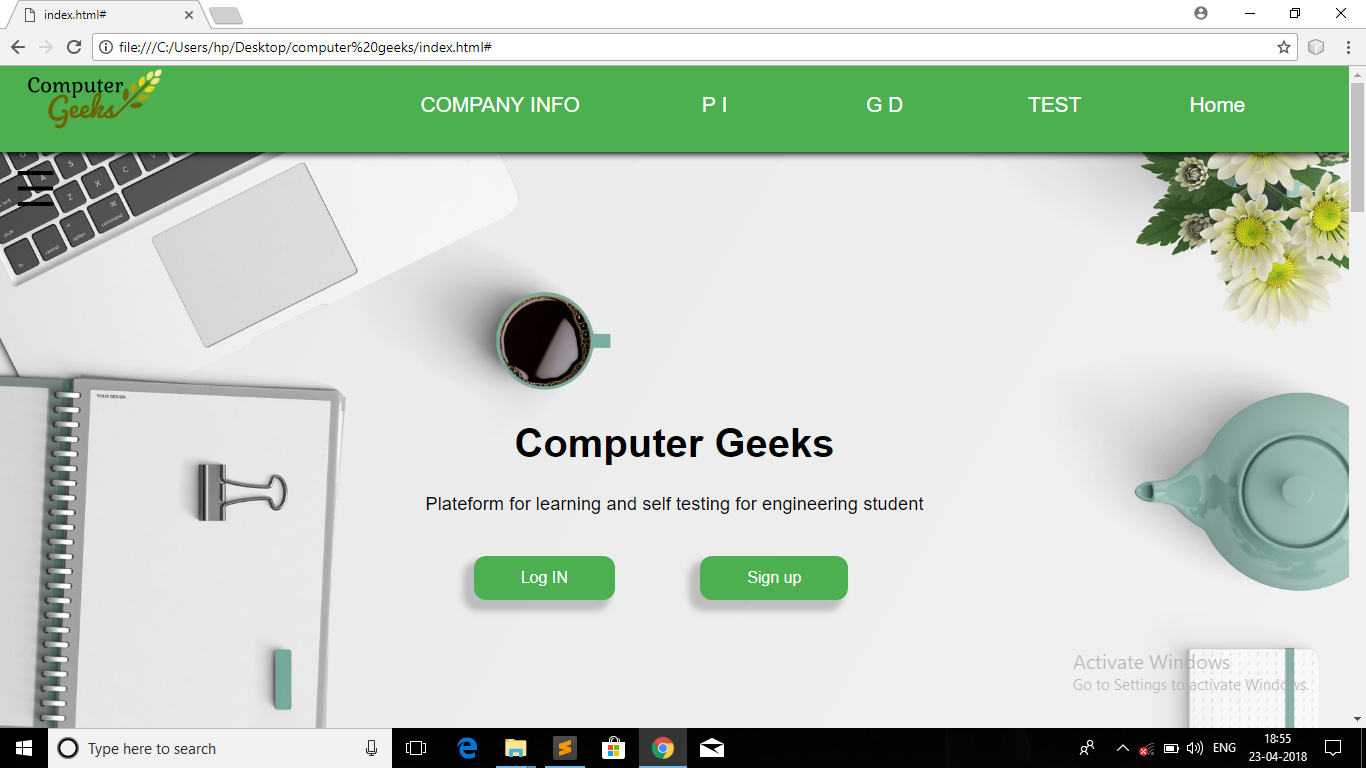 index.html#
file:///C:/Users/hp/Desktop/computer%20geeks/index.html#
Computer
Geeks
COMPANY INFO
P I
G D
TEST
Home
YOUR DESIGN
Computer Geeks
Plateform for learning and self testing for engineering student
Log IN
Sign up
Activate Windows
Go to Settings to activate Windows.
Type here to search
ENG
18:55
23-04-2018